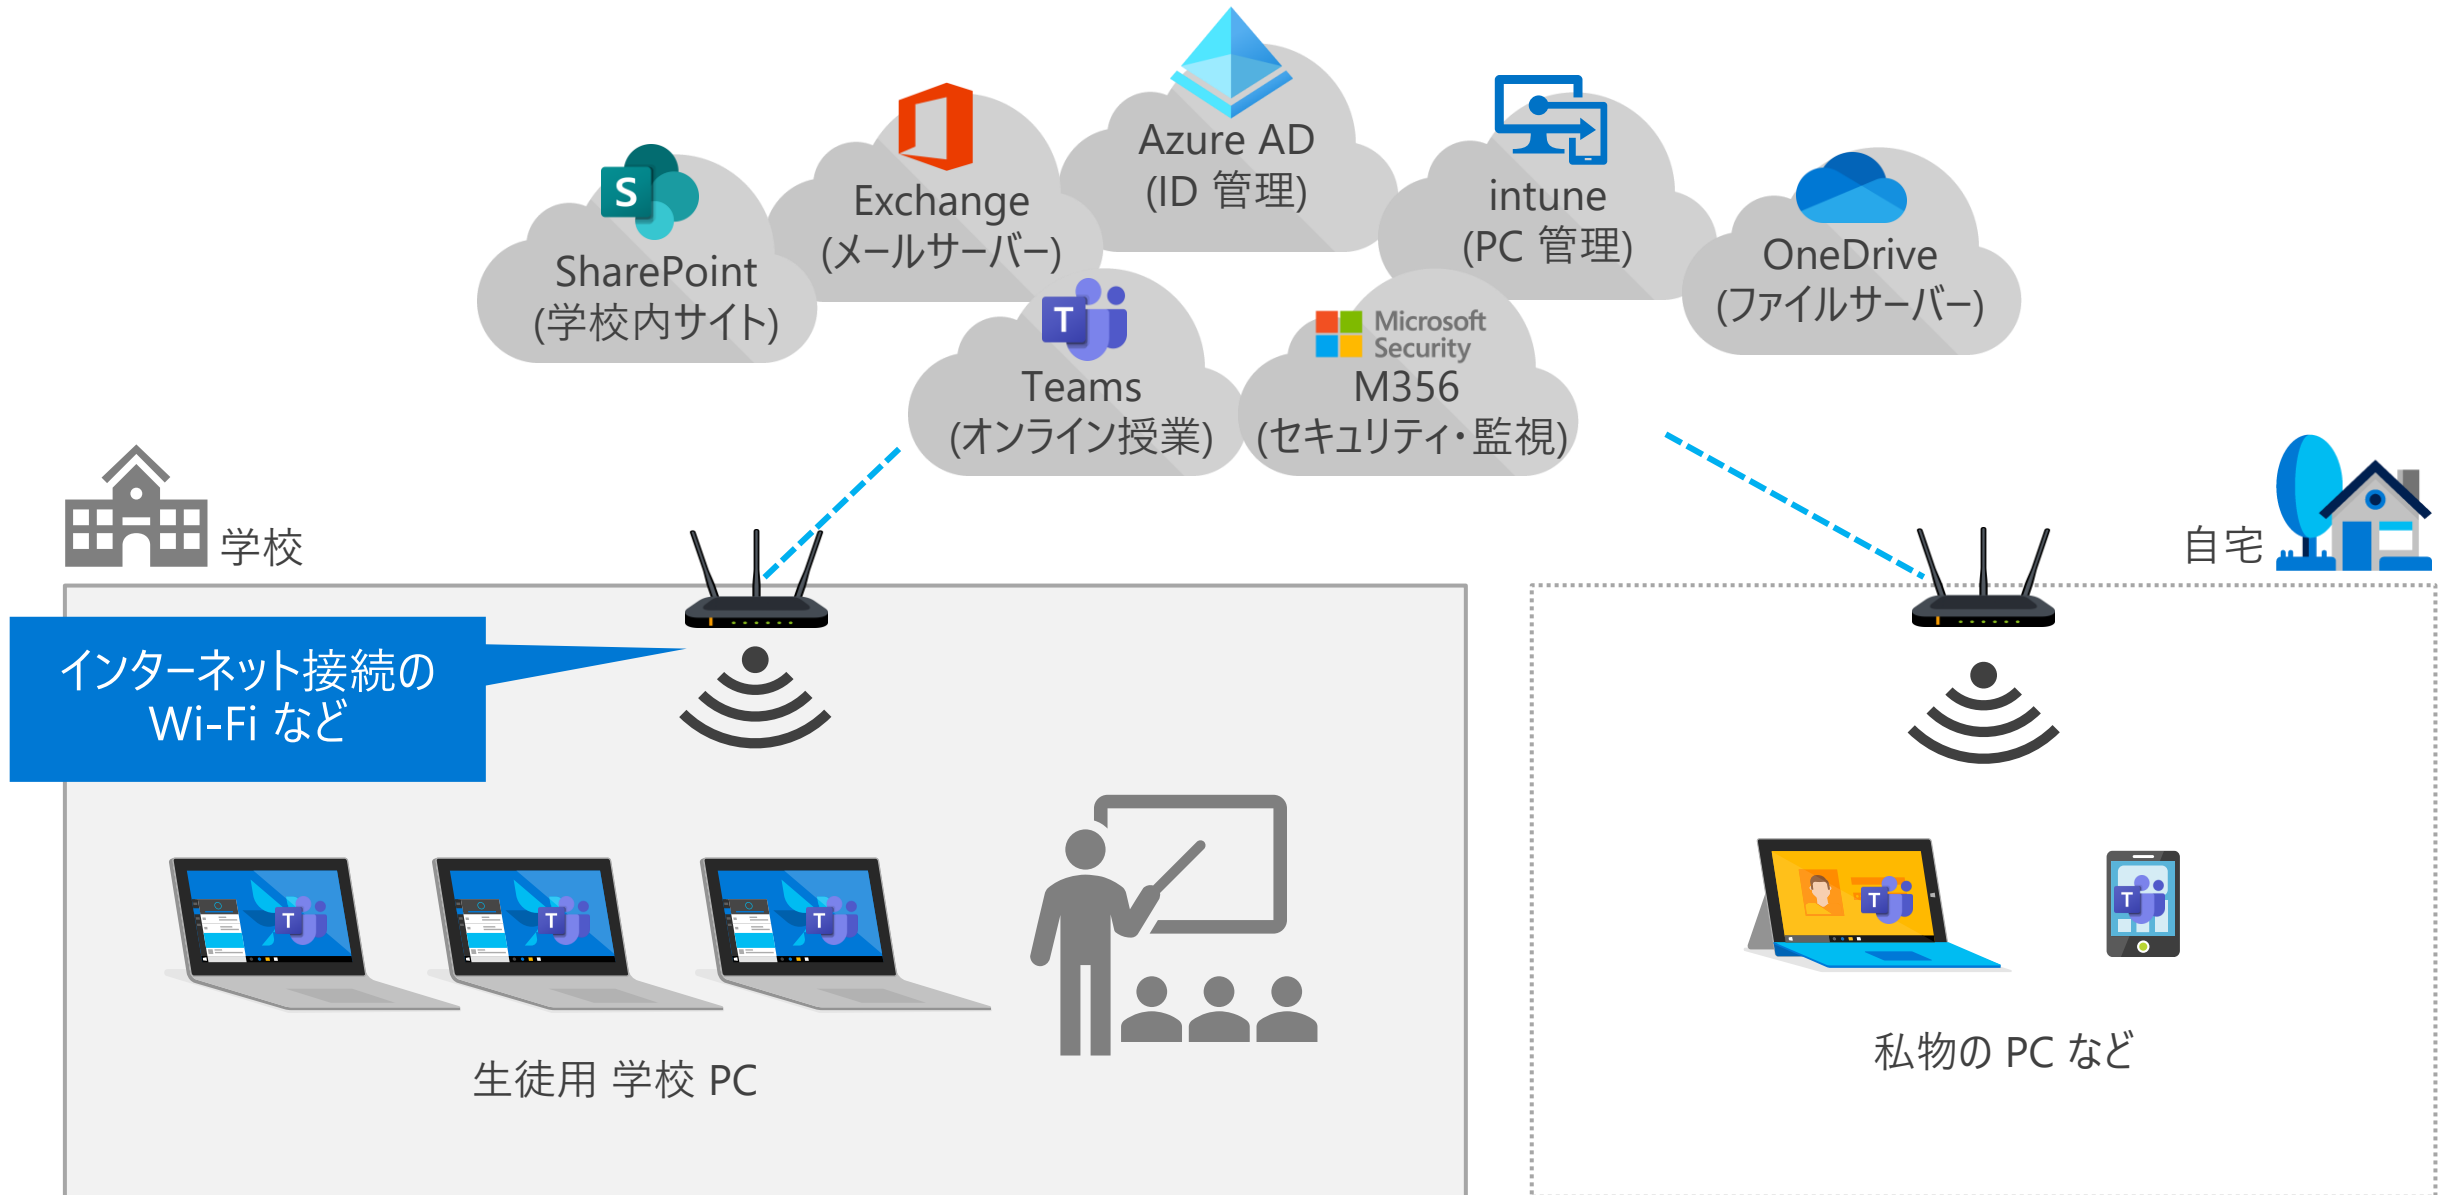 Azure AD
(ID 管理)
Exchange
(メールサーバー)
intune
(PC 管理)
S
SharePoint
(学校内サイト)
OneDrive
(ファイルサーバー)
T
Teams
(オンライン授業)
Microsoft
Security
M356
(セキュリティ・監視)
学校
自宅
インターネット接続の
Wi-Fi など
T
T
T
T
T
生徒用 学校 PC
私物の PC など